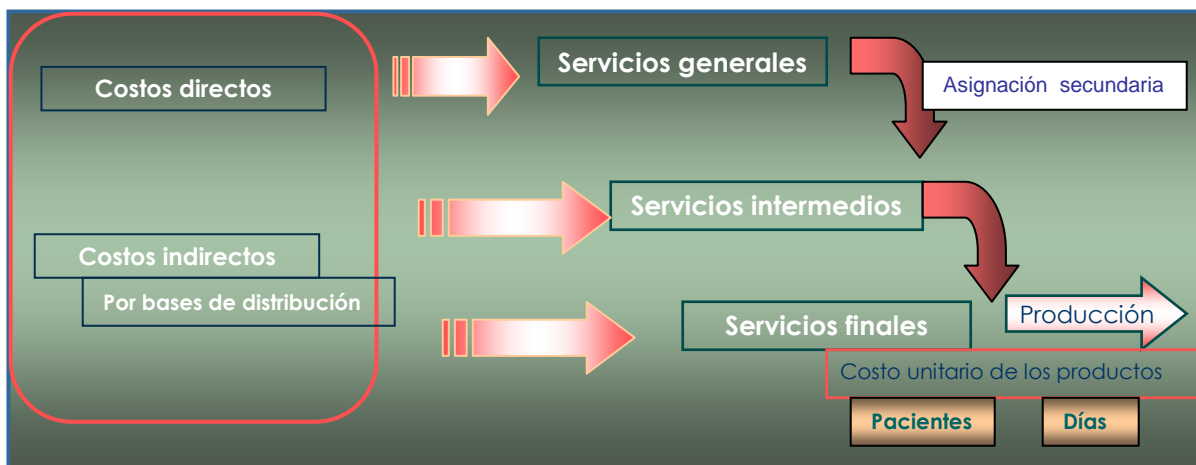 Costos directos
Servicios generales
Asignación secundaria
Servicios intermedios
Costos indirectos
Por bases de distribución
Servicios finales
Producción
Costo unitario de los productos
Pacientes
Días